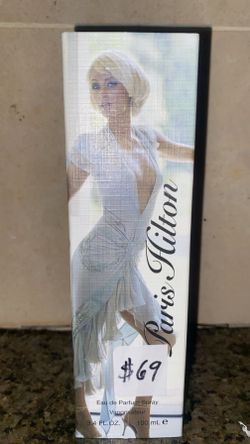 Paris Hilton
$69
Eau de Parfum Spray
Vaporisateur
3.4 FL.OZ. 100 mL e